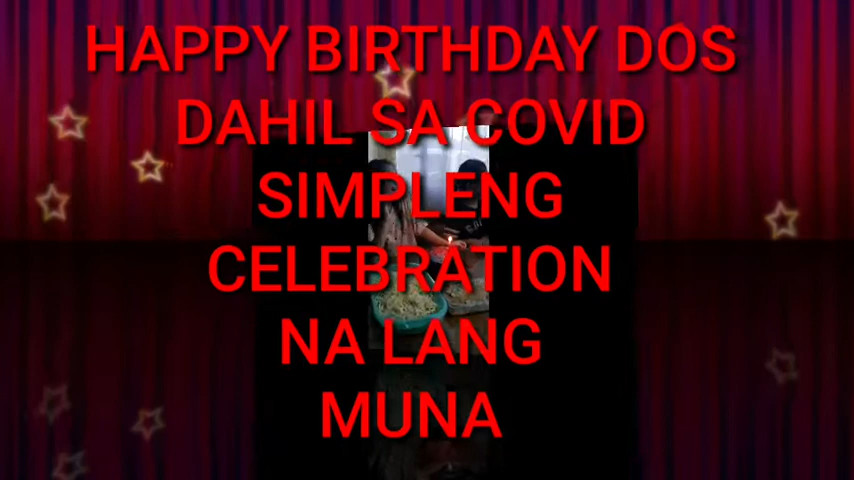 HAPPY BIRTHDAY DOS
DAHIL SA COVID
SIMPLENG
CELEBRATION
NA LANG
MUNA